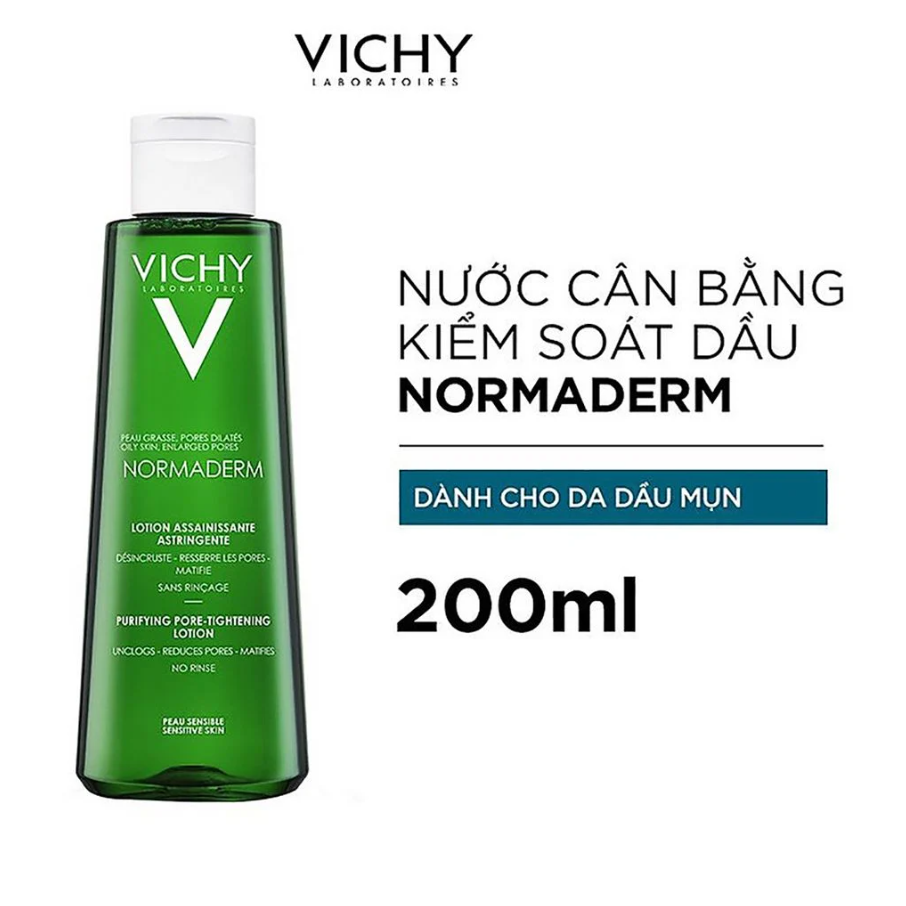 VICHY
LABORATOIRES
VICHY
LABORATOIRES
V
PEAU GRASSE, PORES DILATÉS
OILY SKIN, ENLARGED PORES
NORMADERM
LOTION ASSAINISSANTE
ASTRINGENTE
DÉSINCRUSTE - RESSERRE LES PORES -
MATIFIE
SANS RINÇAGE
PURIFYING PORE-TIGHTENING
LOTION
UNCLOGS - REDUCES PORES - MATIFIES
NO RINSE
PEAU SENSIBLE
SENSITIVE SKIN
NƯỚC CÂN BẰNG
KIỂM SOÁT DẦU
NORMADERM
DÀNH CHO DA DẦU MỤN
200ml